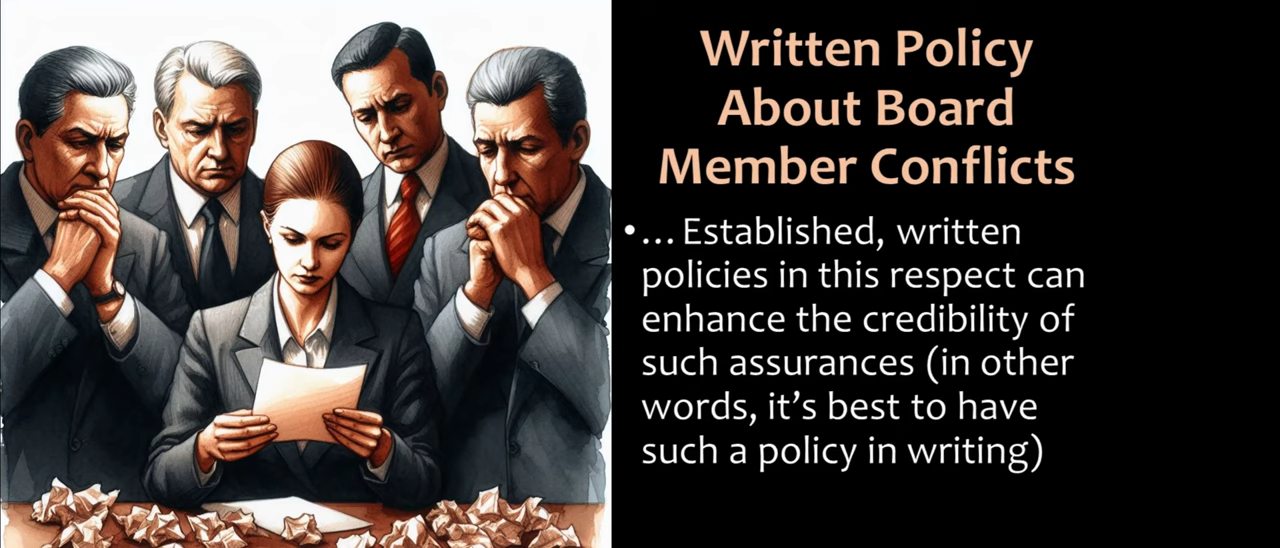 Written Policy
About Board
Member Conflicts
•… Established, written
policies in this respect can
enhance the credibility of
such assurances (in other
words, it’s best to have
such a policy in writing)